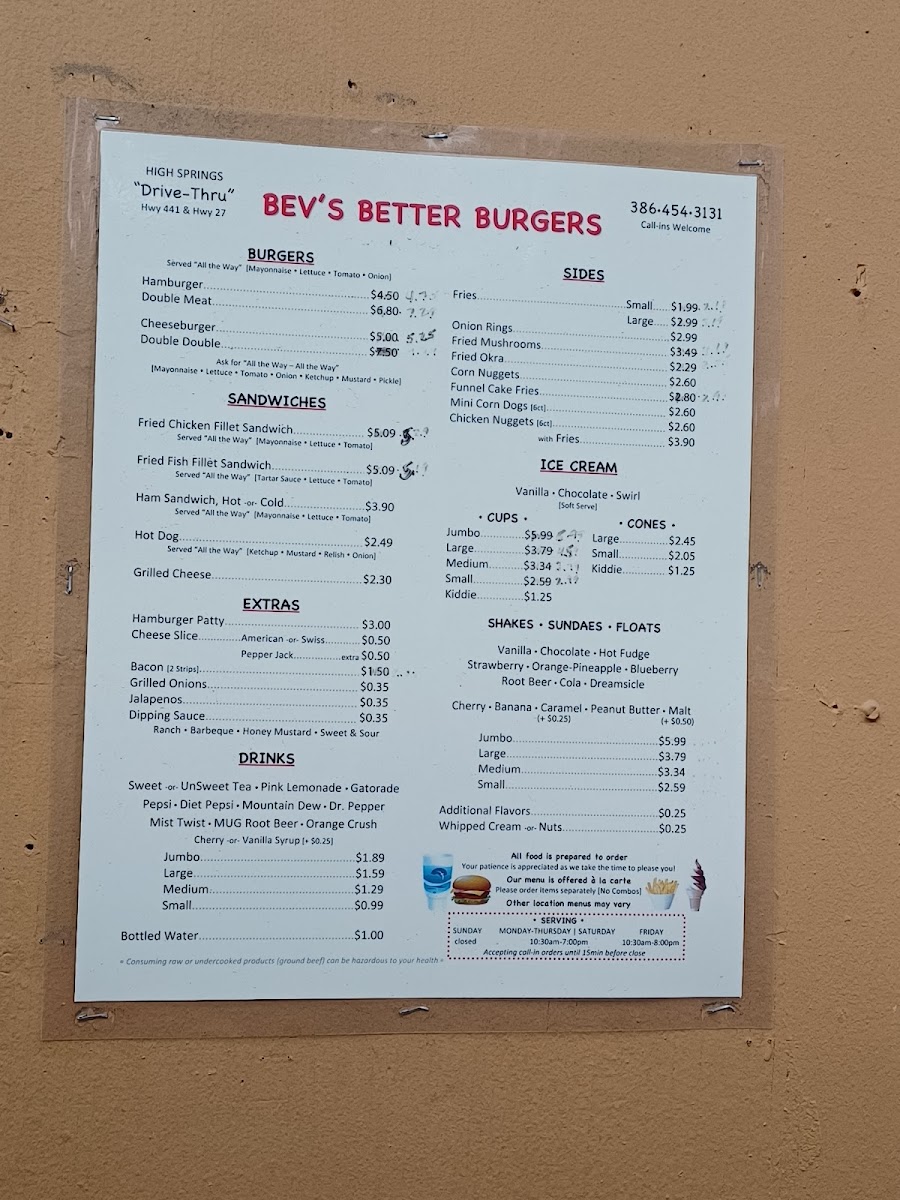 HIGH SPRINGS
"Drive-Thru"
Hwy 441 & Hwy 27
BEV'S BETTER BURGERS
386•454•3131
Call-ins Welcome
BURGERS
Served "All the Way" [Mayonnaise • Lettuce • Tomato • Onion]
Hamburger $4.50
Double Meat $6.80
Cheeseburger $5.00 5.25
Double Double $7.50
Ask for "All the Way – All the Way"
[Mayonnaise • Lettuce • Tomato • Onion • Ketchup • Mustard • Pickle]
SANDWICHES
Fried Chicken Fillet Sandwich $5.09
Served "All the Way" [Mayonnaise • Lettuce • Tomato]
Fried Fish Fillet Sandwich $5.09
Served "All the Way" [Tartar Sauce • Lettuce • Tomato]
Ham Sandwich, Hot -or- Cold $3.90
Served "All the Way" [Mayonnaise • Lettuce • Tomato]
Hot Dog $2.49
Served "All the Way" [Ketchup • Mustard • Relish • Onion]
Grilled Cheese $2.30
EXTRAS
Hamburger Patty $3.00
Cheese Slice American -or- Swiss $0.50
Pepper Jack extra $0.50
Bacon [2 Strips] $1.50
Grilled Onions $0.35
Jalapenos $0.35
Dipping Sauce $0.35
Ranch • Barbeque • Honey Mustard • Sweet & Sour
DRINKS
Sweet -or- UnSweet Tea • Pink Lemonade • Gatorade
Pepsi • Diet Pepsi • Mountain Dew • Dr. Pepper
Mist Twist • MUG Root Beer • Orange Crush
Cherry -or- Vanilla Syrup [+ $0.25]
Jumbo $1.89
Large $1.59
Medium $1.29
Small $0.99
Bottled Water $1.00
« Consuming raw or undercooked products (ground beef) can be hazardous to your health »
SIDES
Fries Small $1.99
Large $2.99
Onion Rings $2.99
Fried Mushrooms $3.49
Fried Okra $2.29
Corn Nuggets $2.60
Funnel Cake Fries $2.80
Mini Corn Dogs [6ct] $2.60
Chicken Nuggets [6ct] $2.60
with Fries $3.90
ICE CREAM
Vanilla • Chocolate • Swirl
[Soft Serve]
• CUPS •
Jumbo $5.99
Large $3.79
Medium $3.34
Small $2.59
Kiddie $1.25
• CONES •
Large $2.45
Small $2.05
Kiddie $1.25
SHAKES • SUNDAES • FLOATS
Vanilla • Chocolate • Hot Fudge
Strawberry • Orange-Pineapple • Blueberry
Root Beer • Cola • Dreamsicle
Cherry • Banana • Caramel • Peanut Butter • Malt
(+ $0.25) (+ $0.50)
Jumbo $5.99
Large $3.79
Medium $3.34
Small $2.59
Additional Flavors $0.25
Whipped Cream -or- Nuts $0.25
All food is prepared to order
Your patience is appreciated as we take the time to please you!
Our menu is offered à la carte
Please order items separately [No Combos]
Other location menus may vary
• SERVING •
SUNDAY MONDAY-THURSDAY | SATURDAY FRIDAY
closed 10:30am-7:00pm 10:30am-8:00pm
Accepting call-in orders until 15min before close